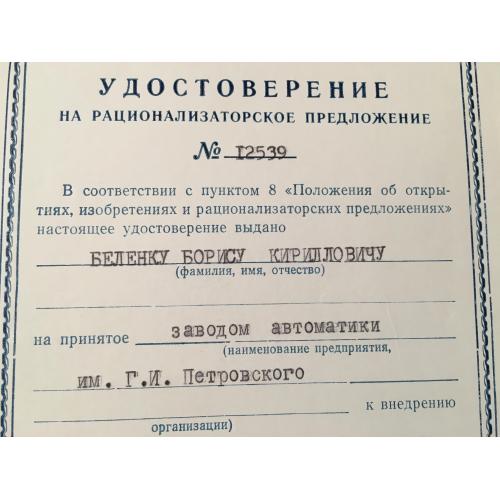 УДОСТОВЕРЕНИЕ
НА РАЦИОНАЛИЗАТОРСКОЕ ПРЕДЛОЖЕНИЕ
№ I2539
В соответствии с пунктом 8 «Положения об откры-
тиях, изобретениях и рационализаторских предложениях»
настоящее удостоверение выдано
БЕЛЕНКУ БОРИСУ КИРИЛЛОВИЧУ
(фамилия, имя, отчество)
на принятое заводом автоматики
(наименование предприятия,
им. Г.И. Петровского
к внедрению
организации)